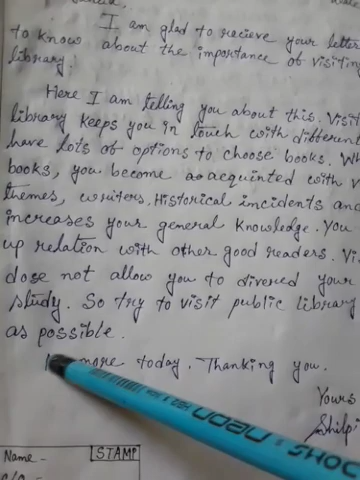 I am glad to recieve your letter
to know about the importance of visiting
library.
Here I am telling you about this. Visit
library keeps you in touch with different
have lots of options to choose books. Wh
books, you become acquinted with v
themes, writers, Historical incidents and
increases your general knowledge. You
up relation with other good readers. Vi
dose not allow you to divered your
study. So try to visit public library
as possible.
more today. Thanking you.
Yours
Shilpi
Name - STAMP
neon SHOC